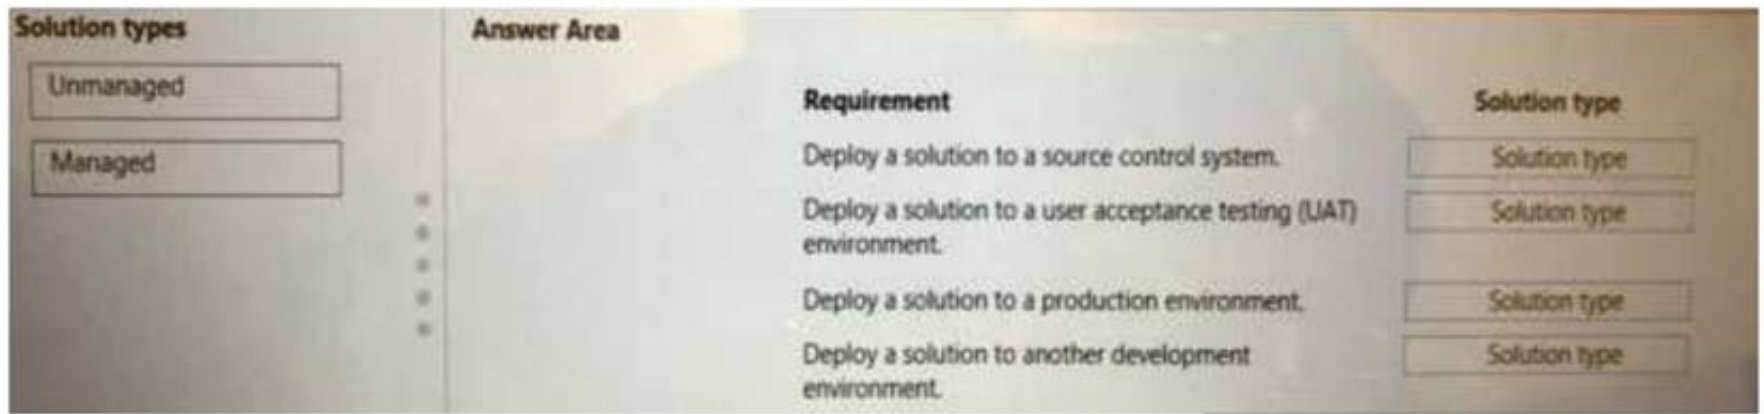 Solution types
Unmanaged
Managed
Answer Area
Requirement
Solution type
Deploy a solution to a source control system.
Solution type
Deploy a solution to a user acceptance testing (UAT)
environment.
Solution type
Deploy a solution to a production environment.
Solution type
Deploy a solution to another development
environment.
Solution type